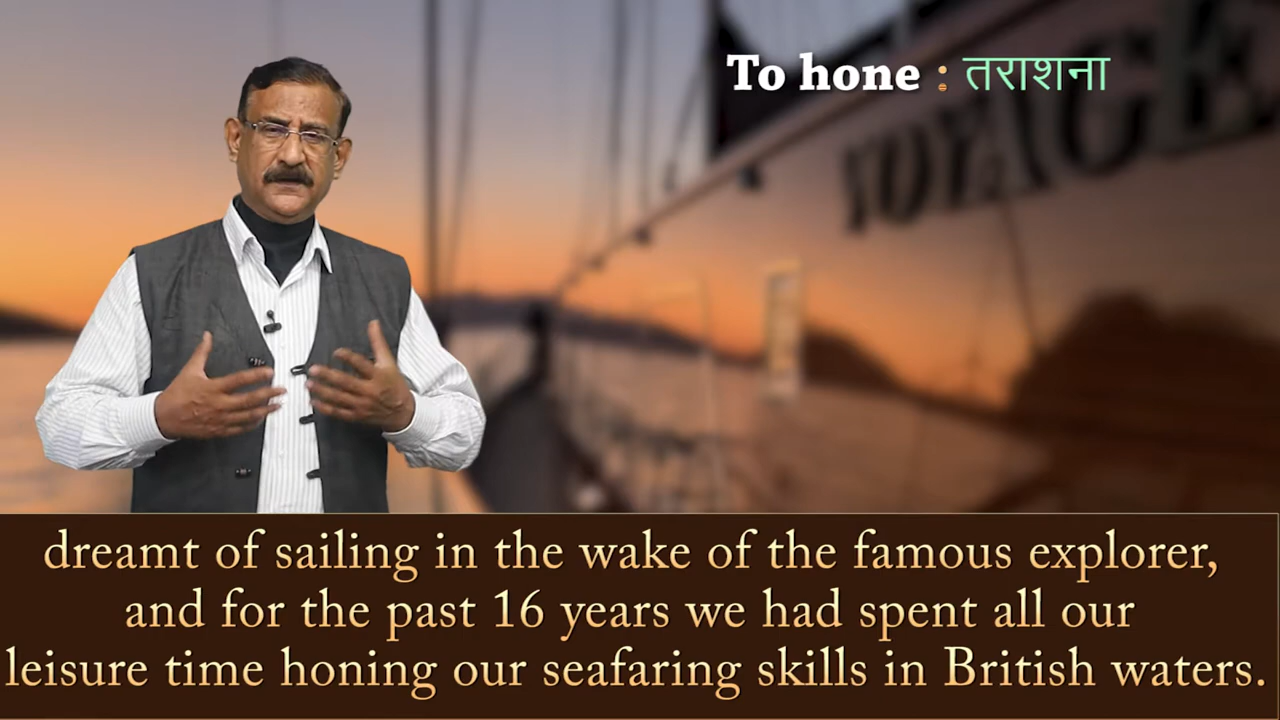 To hone : तराशना
VOYAGE
dreamt of sailing in the wake of the famous explorer,
and for the past 16 years we had spent all our
leisure time honing our seafaring skills in British waters.